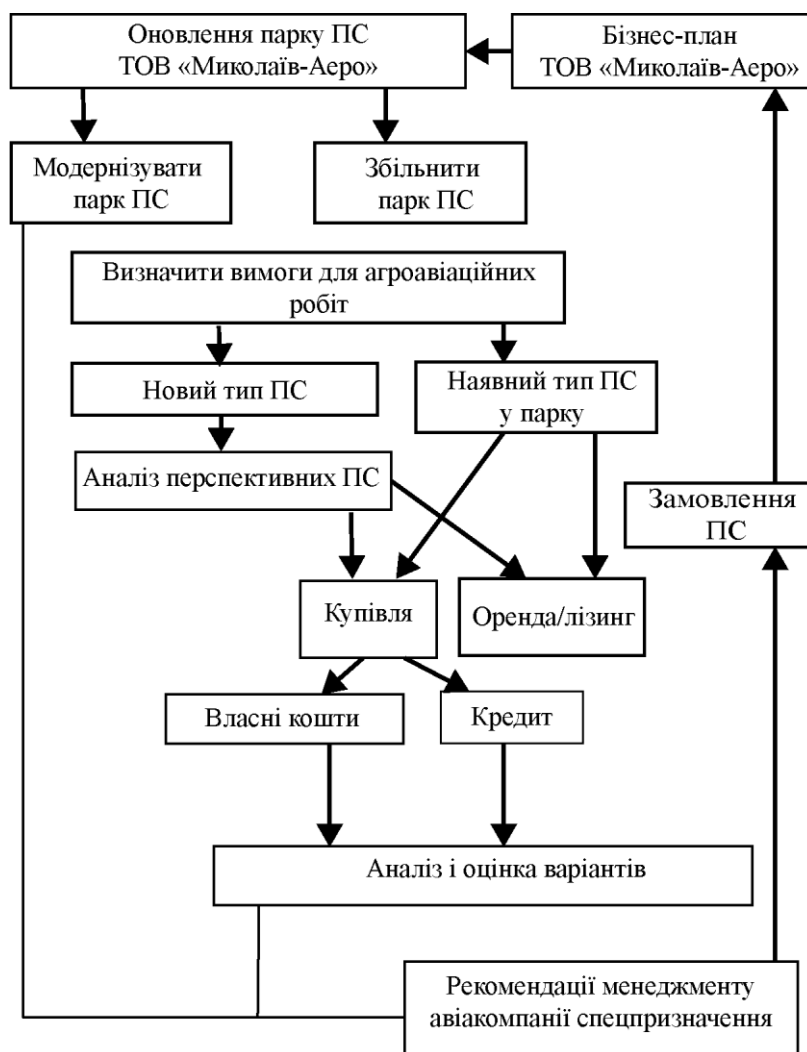 Оновлення парку ПС
ТОВ «Миколаїв-Аеро»
Бізнес-план
ТОВ «Миколаїв-Аеро»
Модернізувати
парк ПС
Збільнити
парк ПС
Визначити вимоги для агроавіаційних
робіт
Новий тип ПС
Наявний тип ПС
у парку
Аналіз перспективних ПС
Замовлення
ПС
Купівля
Оренда/лізинг
Власні кошти
Кредит
Аналіз і оцінка варіантів
Рекомендації менеджменту
авіакомпанії спецпризначення